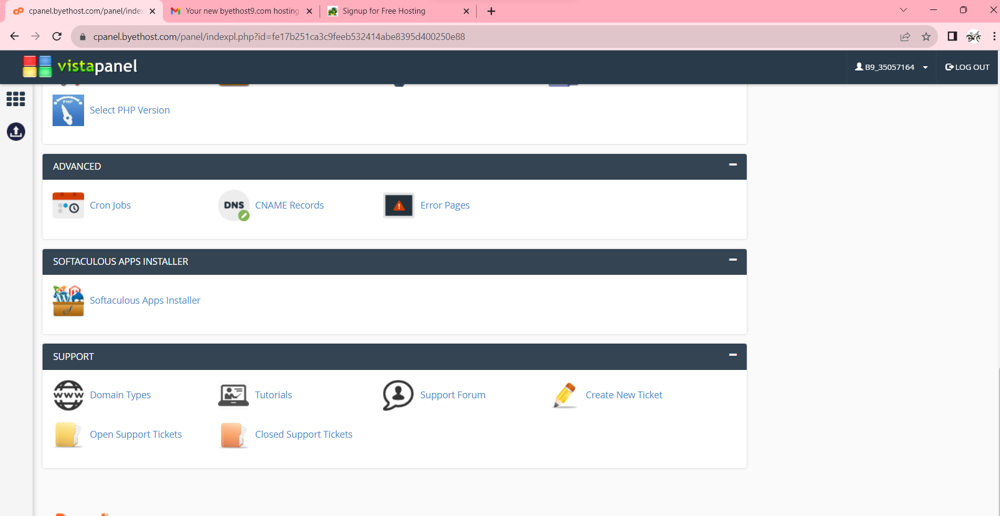 cpanel.byethost.com/panel/index
Your new byethost9.com hosting
Signup for Free Hosting
cpanel.byethost.com/panel/indexpl.php?id=fe17b251ca3c9feeb532414abe8395d400250e88
vistapanel
B9_35057164
LOG OUT
PHP
Select PHP Version
ADVANCED
Cron Jobs
DNS
CNAME Records
Error Pages
SOFTACULOUS APPS INSTALLER
Softaculous Apps Installer
SUPPORT
www
Domain Types
Tutorials
Support Forum
Create New Ticket
Open Support Tickets
Closed Support Tickets